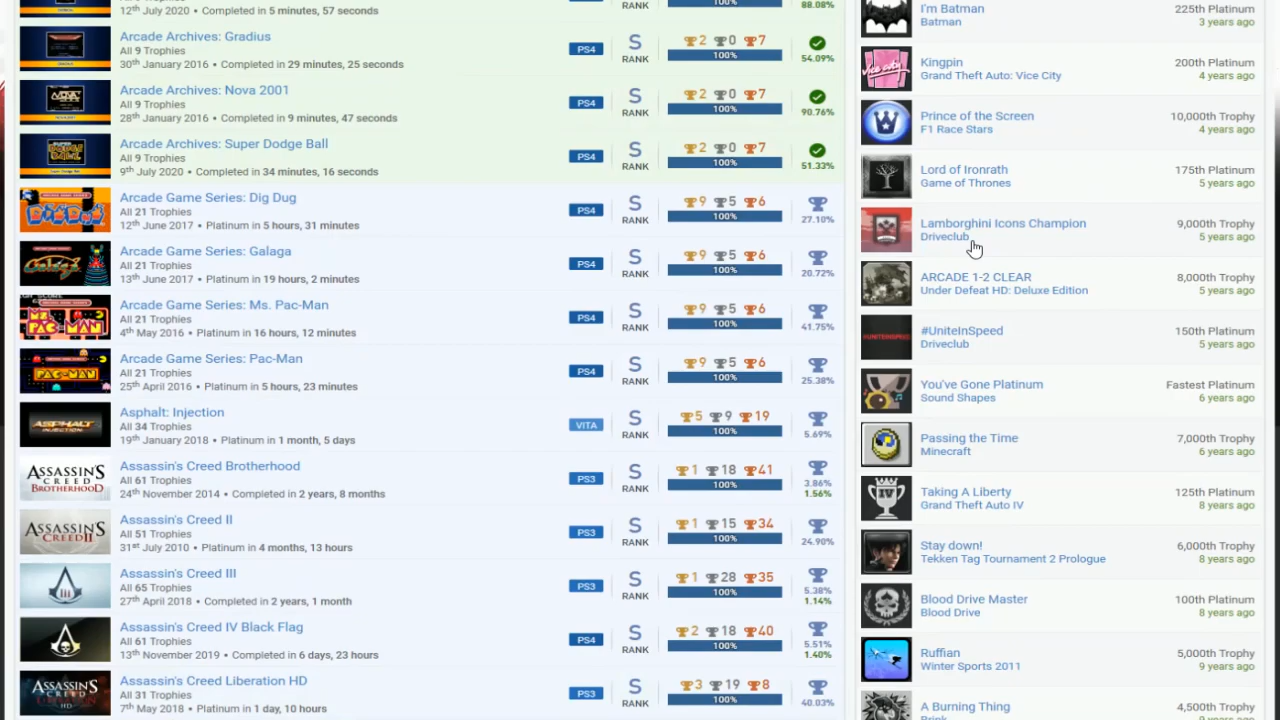 12th July 2020 • Completed in 5 minutes, 57 seconds
RANK
100%
88.08%
Arcade Archives: Gradius
All 9 Trophies
30th January 2016 • Completed in 29 minutes, 25 seconds
PS4
S
RANK
2 0 7
100%
54.09%
Arcade Archives: Nova 2001
All 9 Trophies
28th January 2016 • Completed in 9 minutes, 47 seconds
PS4
S
RANK
2 0 7
100%
90.76%
Arcade Archives: Super Dodge Ball
All 9 Trophies
9th July 2020 • Completed in 34 minutes, 16 seconds
PS4
S
RANK
2 0 7
100%
51.33%
Arcade Game Series: Dig Dug
All 21 Trophies
12th June 2017 • Platinum in 5 hours, 31 minutes
PS4
S
RANK
9 5 6
100%
27.10%
Arcade Game Series: Galaga
All 21 Trophies
8th June 2017 • Platinum in 19 hours, 2 minutes
PS4
S
RANK
9 5 6
100%
20.72%
MS. PAC-MAN
Arcade Game Series: Ms. Pac-Man
All 21 Trophies
4th May 2016 • Platinum in 16 hours, 12 minutes
PS4
S
RANK
9 5 6
100%
41.75%
PAC-MAN
Arcade Game Series: Pac-Man
All 21 Trophies
25th April 2016 • Platinum in 5 hours, 23 minutes
PS4
S
RANK
9 5 6
100%
25.38%
ASPHALT: INJECTION
Asphalt: Injection
All 34 Trophies
19th January 2018 • Platinum in 1 month, 5 days
VITA
S
RANK
5 9 19
100%
5.69%
ASSASSIN'S CREED BROTHERHOOD
Assassin's Creed Brotherhood
All 61 Trophies
24th November 2014 • Completed in 2 years, 8 months
PS3
S
RANK
1 18 41
100%
3.86%
1.56%
ASSASSIN'S CREED II
Assassin's Creed II
All 51 Trophies
31st July 2010 • Platinum in 4 months, 13 hours
PS3
S
RANK
1 15 34
100%
24.90%
Assassin's Creed III
All 65 Trophies
27th April 2018 • Completed in 2 years, 1 month
PS3
S
RANK
1 28 35
100%
5.38%
1.14%
Assassin's Creed IV Black Flag
All 61 Trophies
13th November 2019 • Completed in 6 days, 23 hours
PS4
S
RANK
2 18 40
100%
5.51%
1.40%
ASSASSIN'S CREED HD
Assassin's Creed Liberation HD
All 31 Trophies
7th May 2018 • Platinum in 1 day, 10 hours
PS3
S
RANK
3 19 8
100%
40.03%
I'm Batman
Batman
225th Platinum
3 years ago
Vice City
Kingpin
Grand Theft Auto: Vice City
200th Platinum
4 years ago
Prince of the Screen
F1 Race Stars
10,000th Trophy
4 years ago
Lord of Ironrath
Game of Thrones
175th Platinum
5 years ago
Lamborghini Icons Champion
Driveclub
9,000th Trophy
5 years ago
ARCADE 1-2 CLEAR
Under Defeat HD: Deluxe Edition
8,000th Trophy
5 years ago
#UNITEINSPEED
#UniteInSpeed
Driveclub
150th Platinum
5 years ago
You've Gone Platinum
Sound Shapes
Fastest Platinum
6 years ago
Passing the Time
Minecraft
7,000th Trophy
6 years ago
IV
Taking A Liberty
Grand Theft Auto IV
125th Platinum
8 years ago
Stay down!
Tekken Tag Tournament 2 Prologue
6,000th Trophy
8 years ago
Blood Drive Master
Blood Drive
100th Platinum
8 years ago
Ruffian
Winter Sports 2011
5,000th Trophy
9 years ago
A Burning Thing
4,500th Trophy